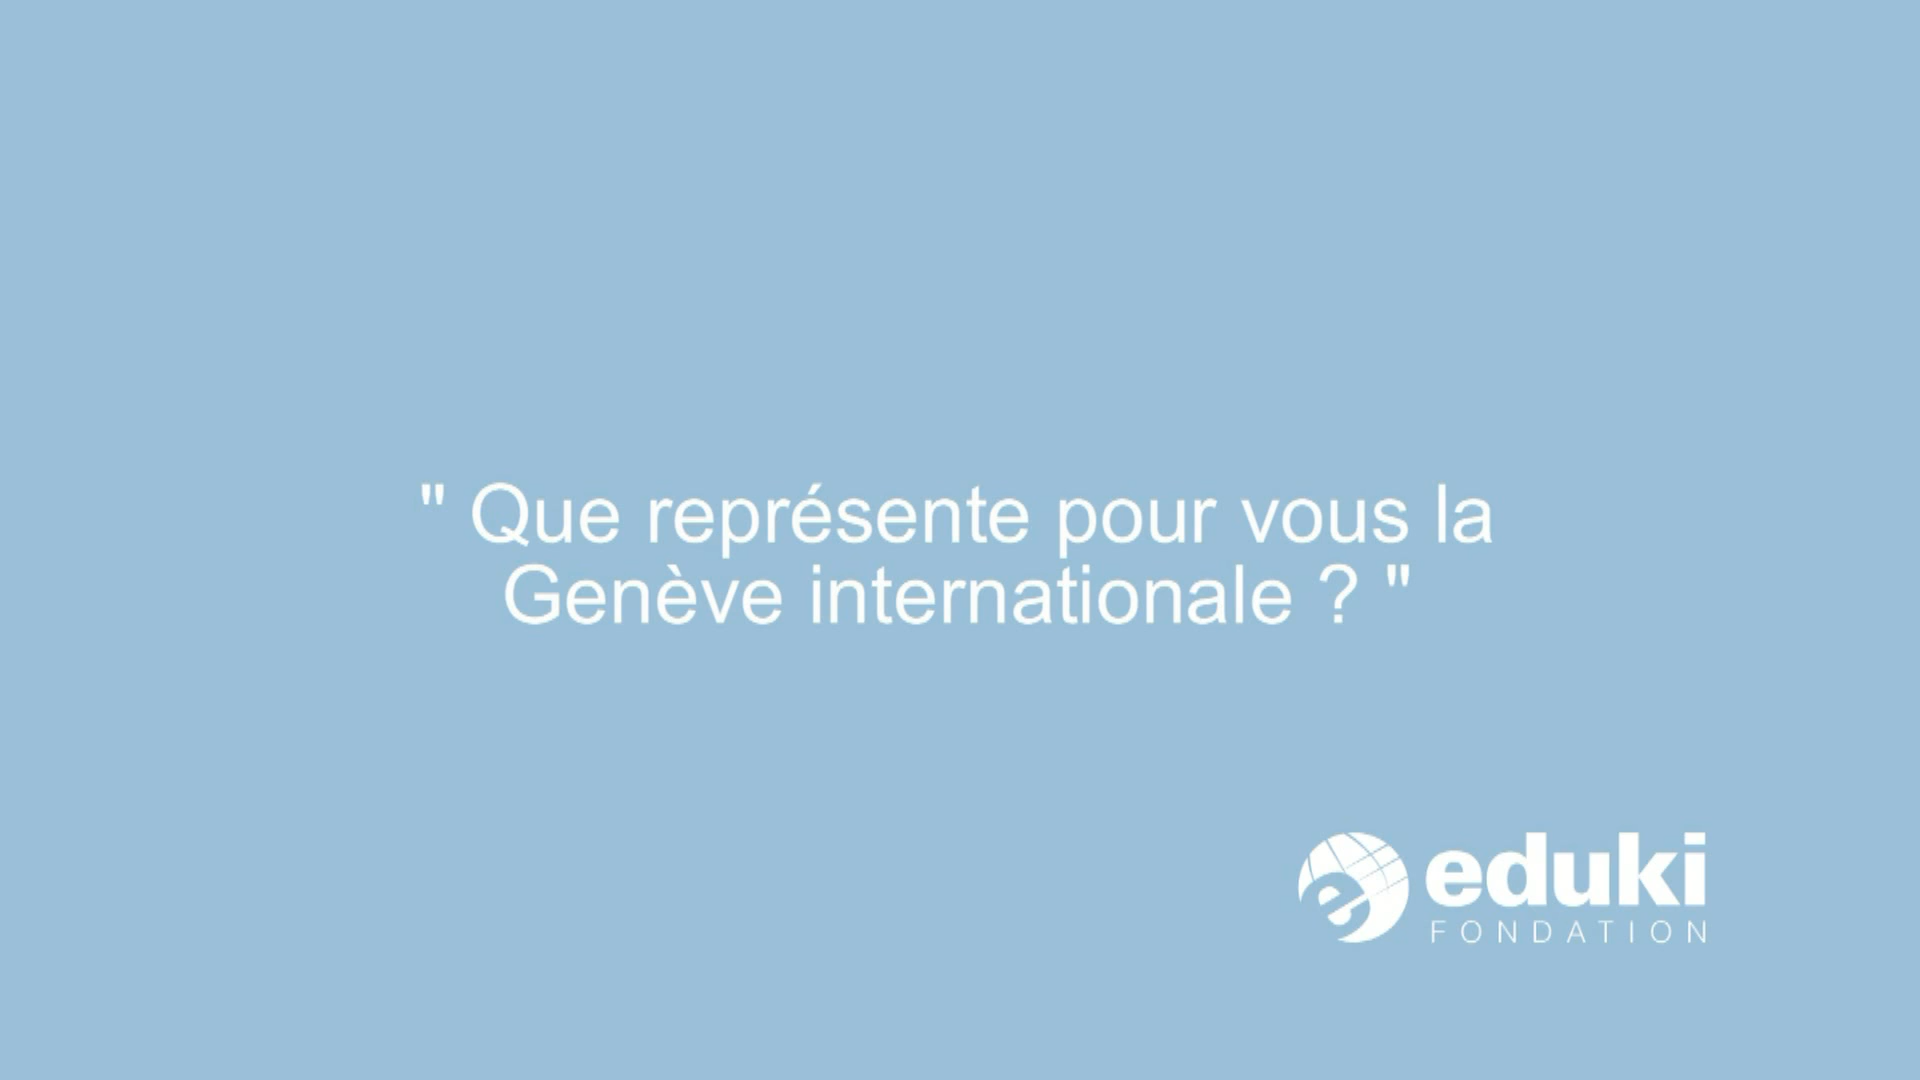 " Que représente pour vous la
Genève internationale ? "
eduki
FONDATION